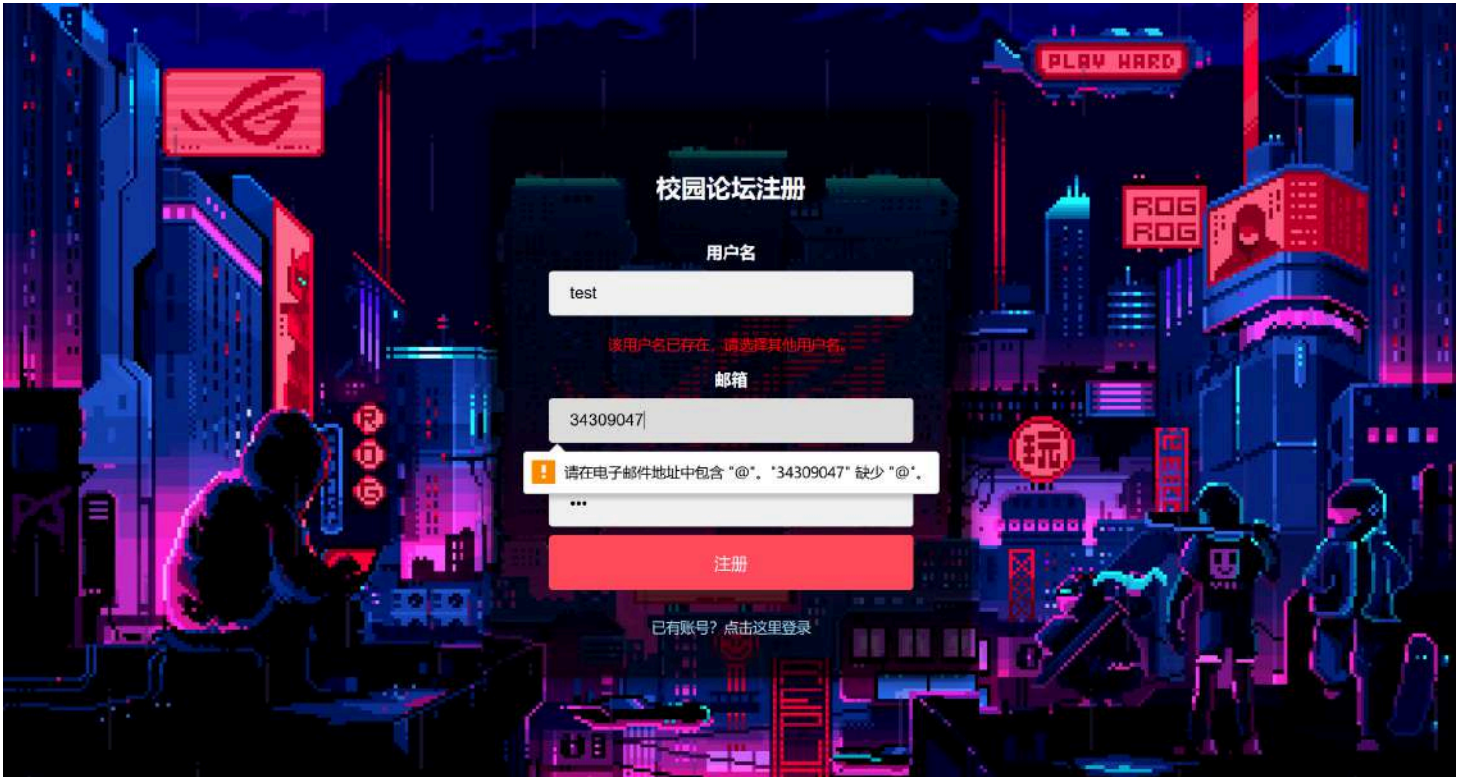 PLAY HARD
校园论坛注册
ROG
ROG
用户名
test
该用户名已存在，请选择其他用户名。
邮箱
34309047
R
O
G
玩
请在电子邮件地址中包含 "@"。"34309047" 缺少 "@"。
•••
注册
已有账号？点击这里登录